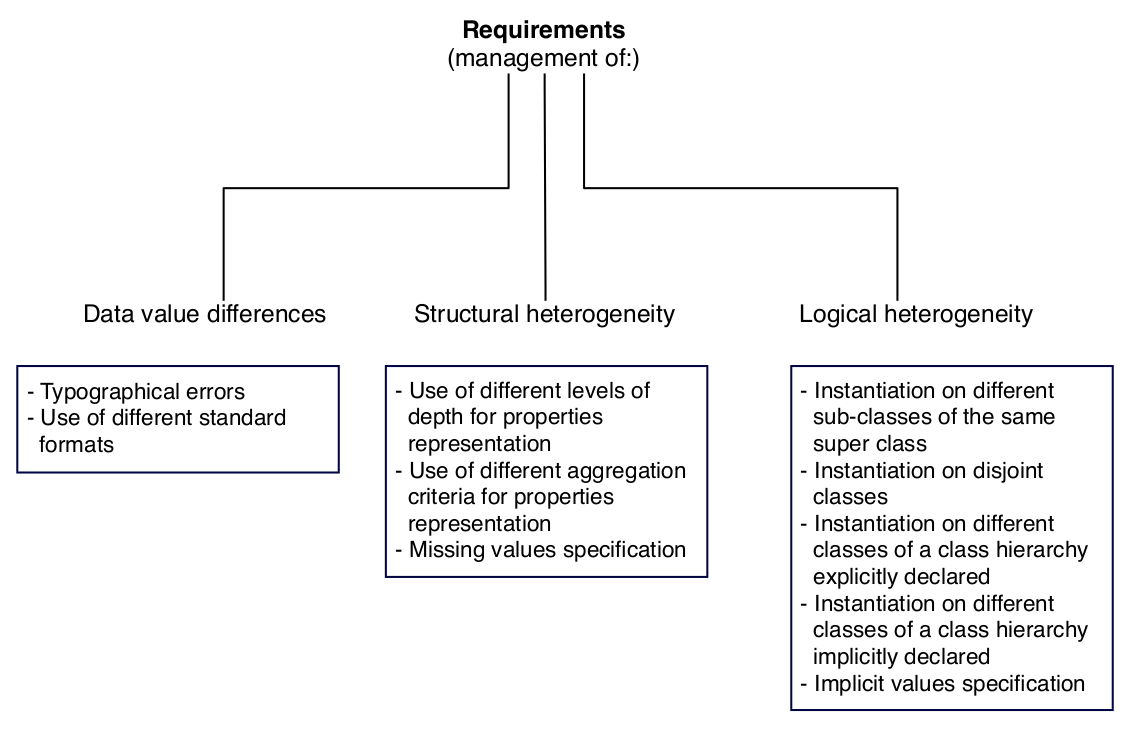 Requirements
(management of:)
Data value differences
- Typographical errors
- Use of different standard
formats
Structural heterogeneity
- Use of different levels of
depth for properties
representation
- Use of different aggregation
criteria for properties
representation
- Missing values specification
Logical heterogeneity
- Instantiation on different
sub-classes of the same
super class
- Instantiation on disjoint
classes
- Instantiation on different
classes of a class hierarchy
explicitly declared
- Instantiation on different
classes of a class hierarchy
implicitly declared
- Implicit values specification